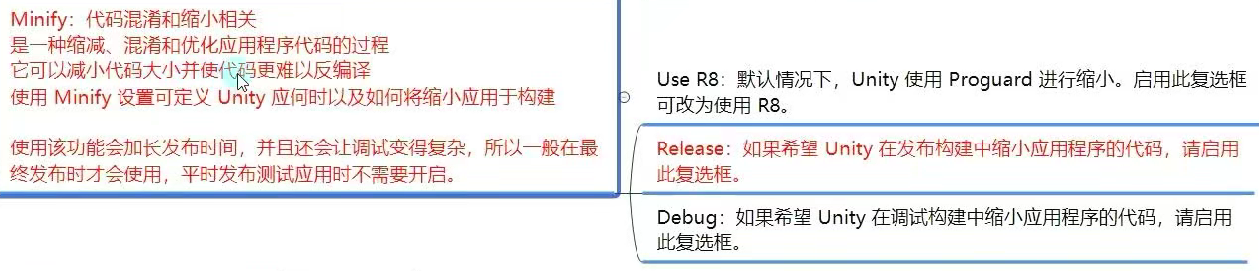 Minify：代码混淆和缩小相关
是一种缩减、混淆和优化应用程序代码的过程
它可以减小代码大小并使代码更难以反编译
使用 Minify 设置可定义 Unity 应何时以及如何将缩小应用于构建
使用该功能会加长发布时间，并且还会让调试变得复杂，所以一般在最
终发布时才会使用，平时发布测试应用时不需要开启。
Use R8：默认情况下，Unity 使用 Proguard 进行缩小。启用此复选框
可改为使用 R8。
Release：如果希望 Unity 在发布构建中缩小应用程序的代码，请启用
此复选框。
Debug：如果希望 Unity 在调试构建中缩小应用程序的代码，请启用
此复选框。